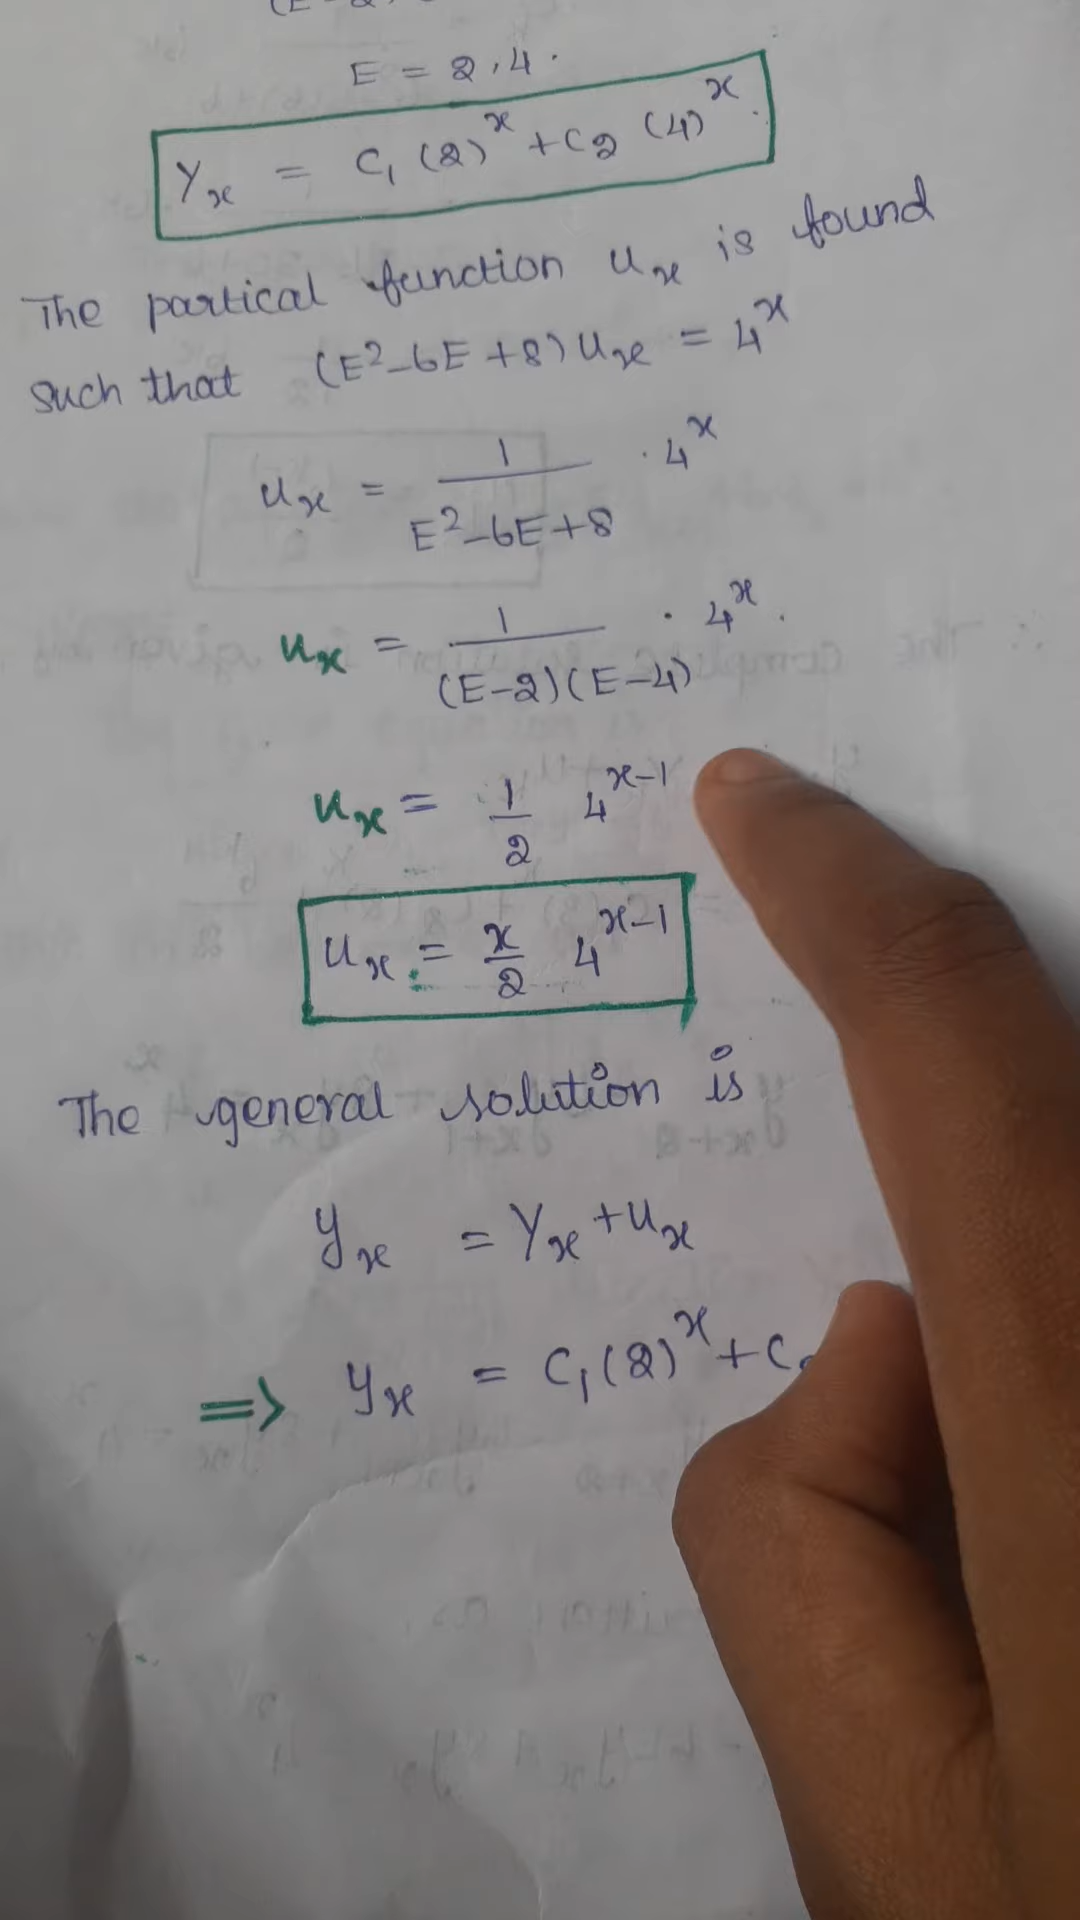 E = 2,4.
Yx = C1 (2)^x + C2 (4)^x.
The partical function Ux is found
such that (E^2-6E+8) Ux = 4^x
Ux = 1/(E^2-6E+8) . 4^x
Ux = 1/((E-2)(E-4)) . 4^x.
Ux = 1/2 4^(x-1)
Ux = x/2 4^(x-1)
The general solution is
yx = Yx + Ux
=> yx = C1 (2)^x + C